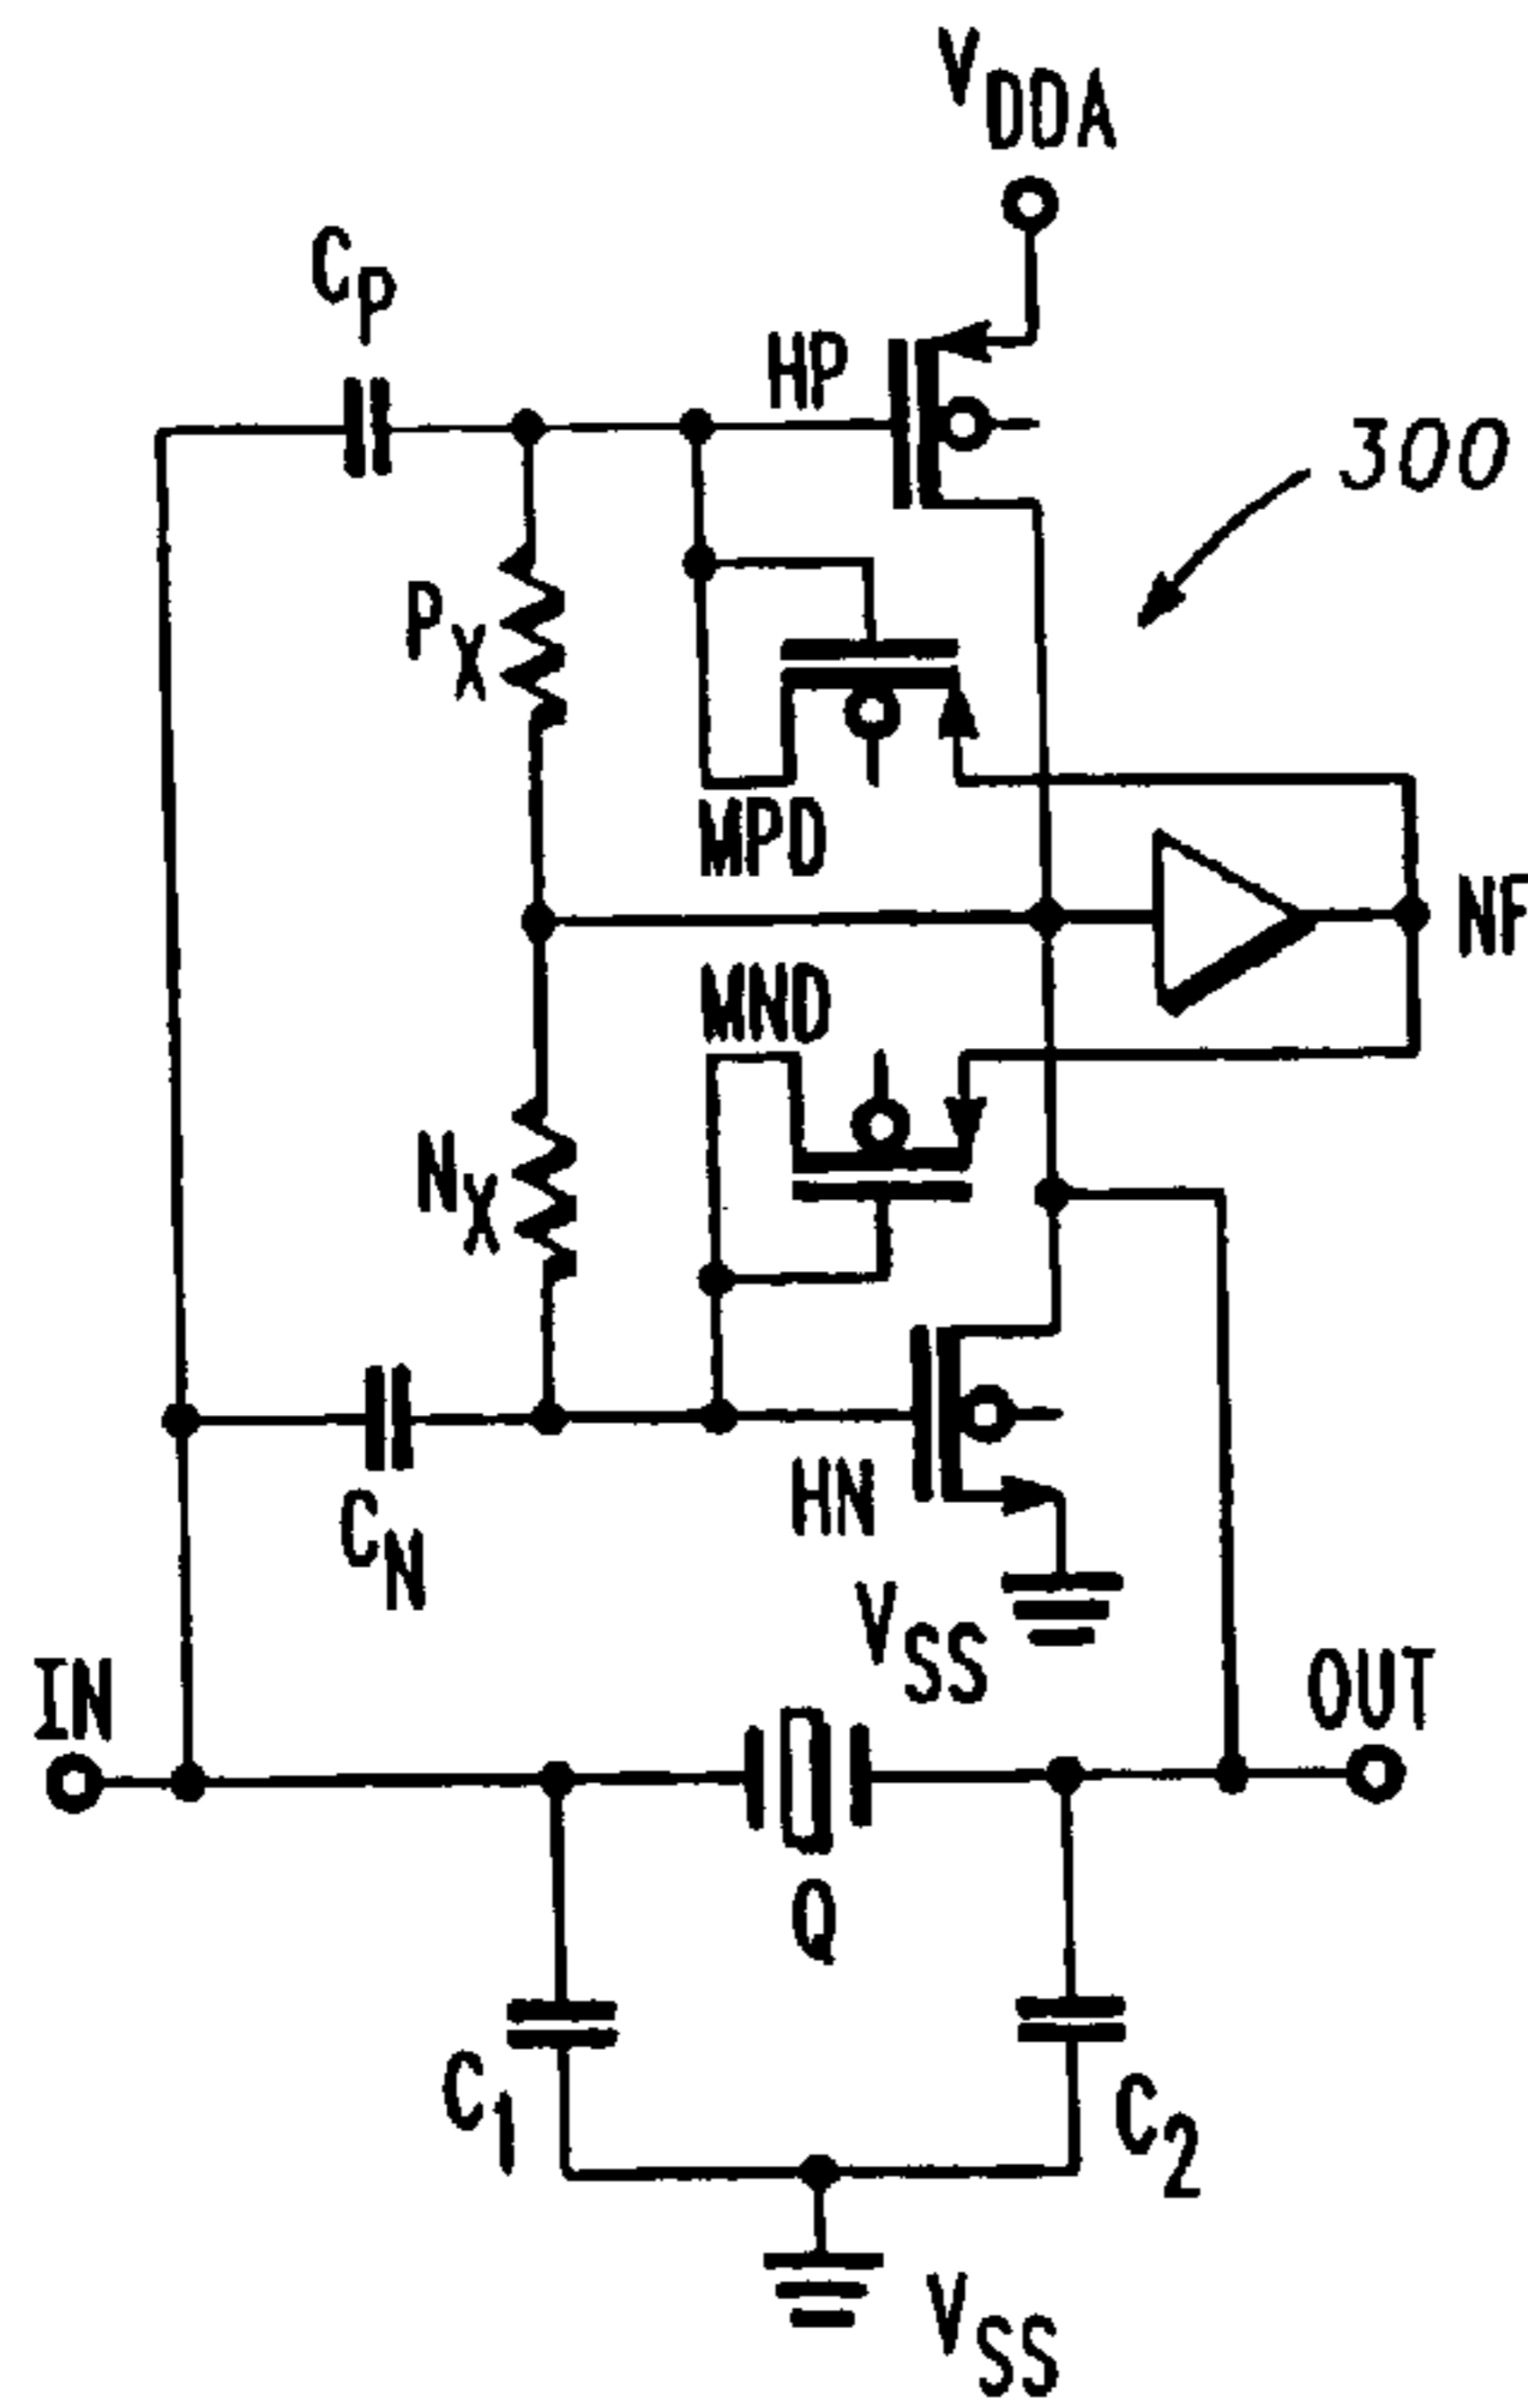 VDDA
CP
HP
300
PX
MPD
NF
MND
NX
HN
CN
VSS
IN
OUT
Q
C1
C2
VSS